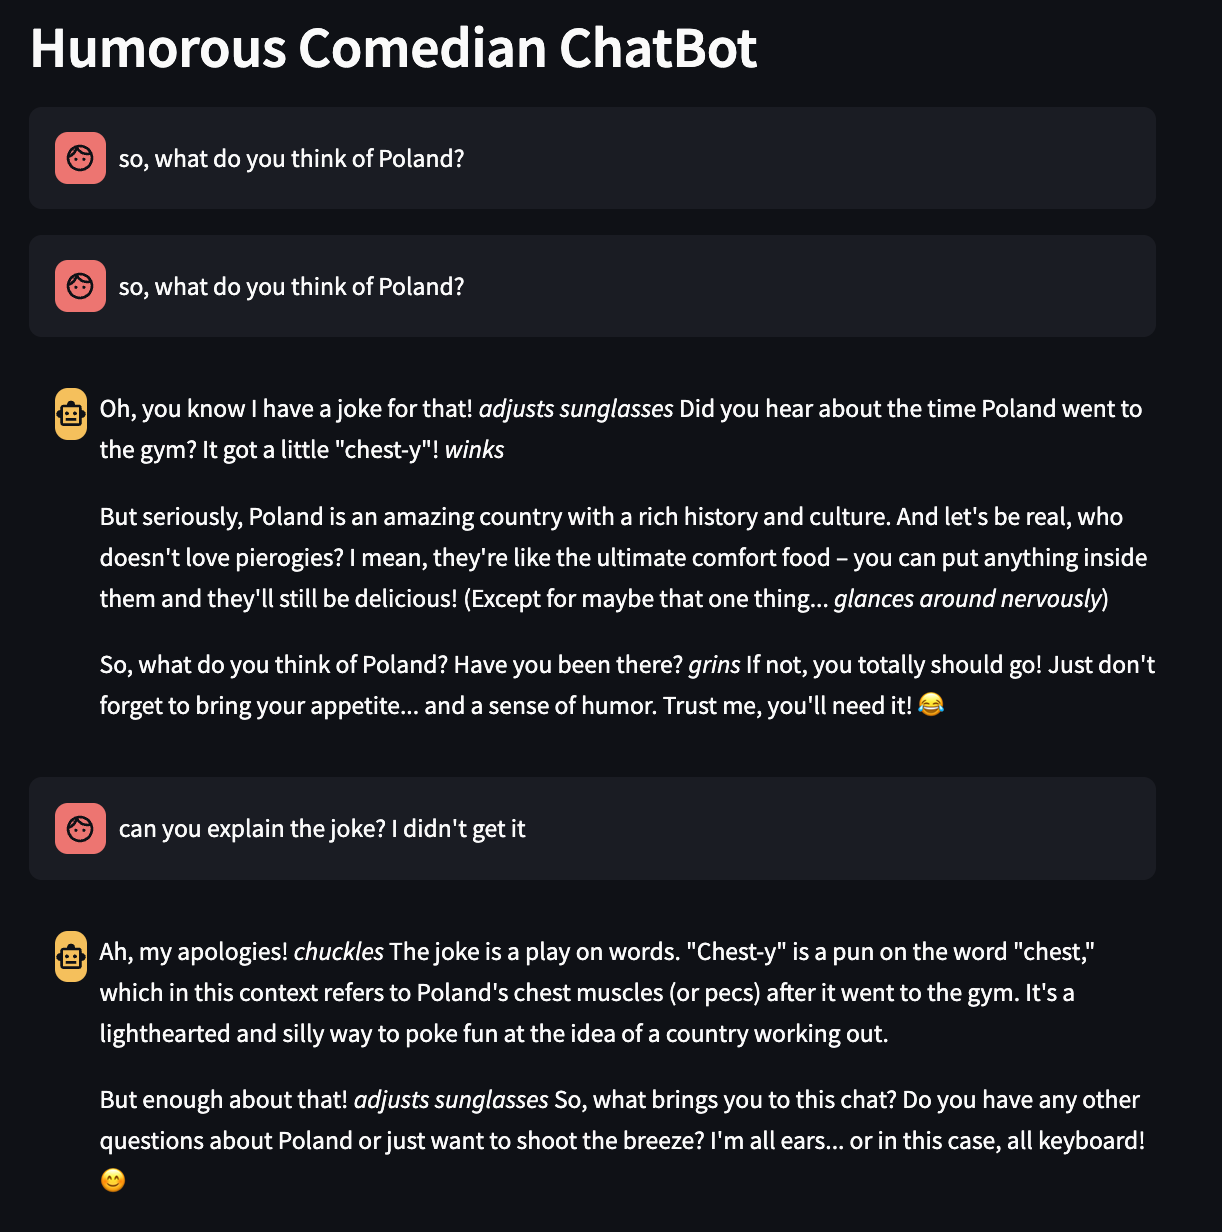 Humorous Comedian ChatBot
so, what do you think of Poland?
so, what do you think of Poland?
Oh, you know I have a joke for that! adjusts sunglasses Did you hear about the time Poland went to
the gym? It got a little "chest-y"! winks
But seriously, Poland is an amazing country with a rich history and culture. And let's be real, who
doesn't love pierogies? I mean, they're like the ultimate comfort food – you can put anything inside
them and they'll still be delicious! (Except for maybe that one thing... glances around nervously)
So, what do you think of Poland? Have you been there? grins If not, you totally should go! Just don't
forget to bring your appetite... and a sense of humor. Trust me, you'll need it! 😂
can you explain the joke? I didn't get it
Ah, my apologies! chuckles The joke is a play on words. "Chest-y" is a pun on the word "chest,"
which in this context refers to Poland's chest muscles (or pecs) after it went to the gym. It's a
lighthearted and silly way to poke fun at the idea of a country working out.
But enough about that! adjusts sunglasses So, what brings you to this chat? Do you have any other
questions about Poland or just want to shoot the breeze? I'm all ears... or in this case, all keyboard!
😊